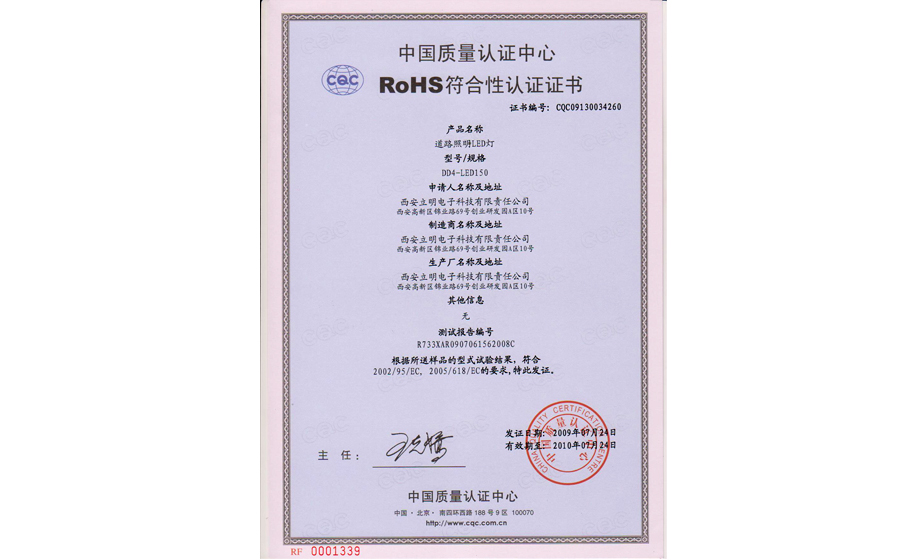 中国质量认证中心
CQC
RoHS符合性认证证书
证书编号: CQC09130034260
产品名称
道路照明LED灯
型号/规格
DD4-LED150
申请人名称及地址
西安立明电子科技有限责任公司
西安高新区锦业路69号创业研发园A区10号
制造商名称及地址
西安立明电子科技有限责任公司
西安高新区锦业路69号创业研发园A区10号
生产厂名称及地址
西安立明电子科技有限责任公司
西安高新区锦业路69号创业研发园A区10号
其他信息
无
测试报告编号
R733XAR0907061562008C
根据所送样品的型式试验结果, 符合
2002/95/EC, 2005/618/EC的要求,特此发证。
发证日期: 2009年07月24日
有效期至: 2010年07月24日
CHINA QUALITY CERTIFICATION CENTRE
中国质量认证中心
主 任:
中国质量认证中心
中国·北京·南四环西路188号9区 100070
http://www.cqc.com.cn
RF 0001339